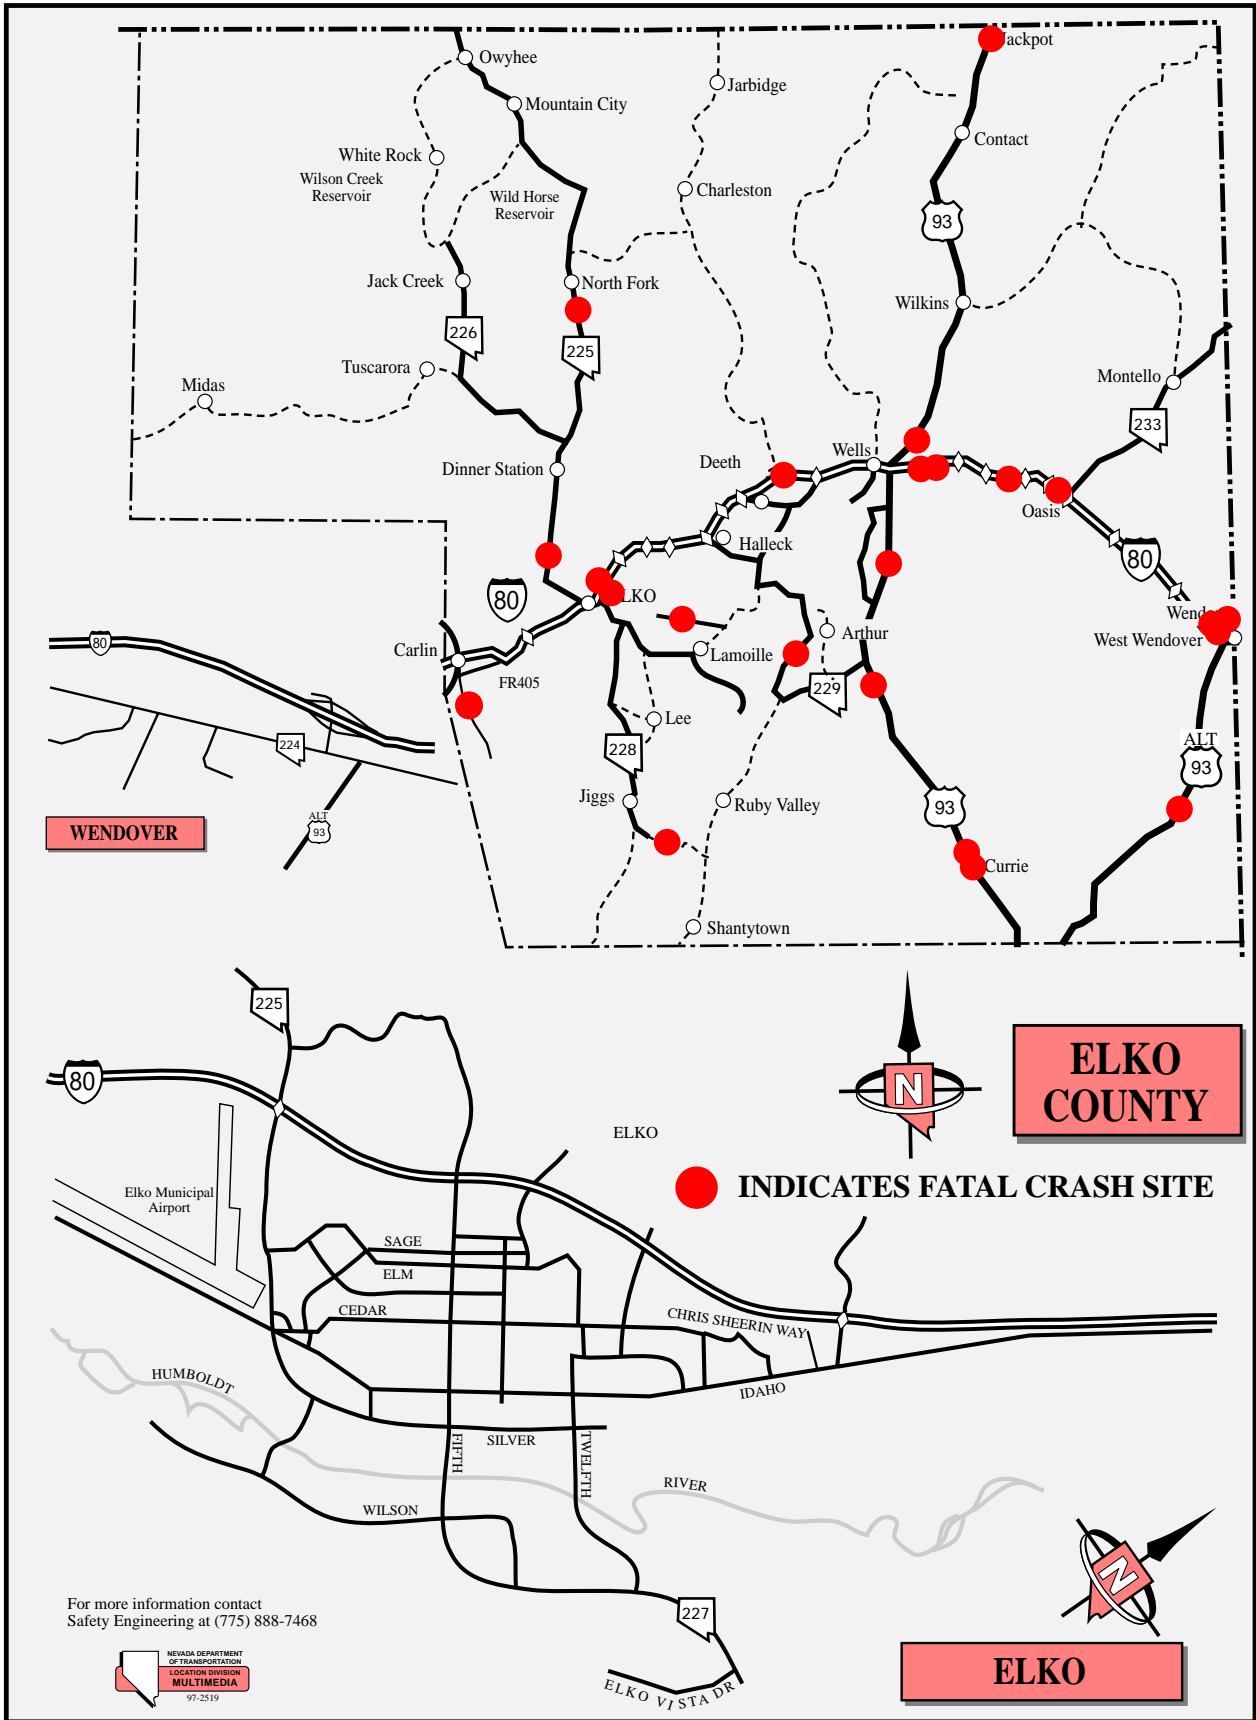 Jackpot
Owyhee
Jarbidge
Mountain City
Contact
White Rock
Wilson Creek
Reservoir
Wild Horse
Reservoir
Charleston
93
Jack Creek
North Fork
Wilkins
226
225
Tuscarora
Midas
Montello
233
Dinner Station
Deeth
Wells
Oasis
Halleck
80
80
LKO
Wend
West Wendover
80
Carlin
Lamoille
Arthur
FR405
229
Lee
224
228
ALT
93
Jiggs
Ruby Valley
93
ALT
93
WENDOVER
Currie
Shantytown
225
80
ELKO
COUNTY
N
ELKO
INDICATES FATAL CRASH SITE
Elko Municipal
Airport
SAGE
ELM
CEDAR
CHRIS SHEERIN WAY
HUMBOLDT
IDAHO
FIFTH
SILVER
TWELFTH
RIVER
WILSON
N
For more information contact
Safety Engineering at (775) 888-7468
227
NEVADA DEPARTMENT
OF TRANSPORTATION
LOCATION DIVISION
MULTIMEDIA
97-2519
ELKO VISTA DR
ELKO